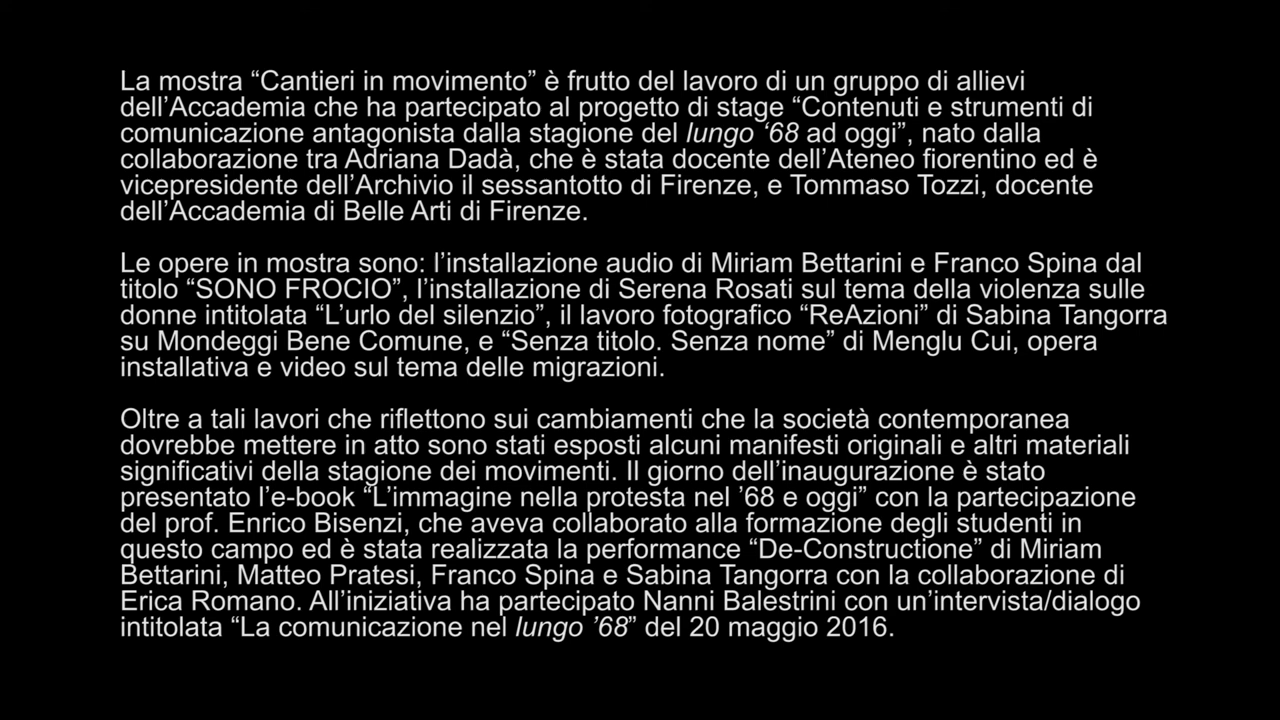 La mostra “Cantieri in movimento” è frutto del lavoro di un gruppo di allievi
dell’Accademia che ha partecipato al progetto di stage “Contenuti e strumenti di
comunicazione antagonista dalla stagione del lungo ‘68 ad oggi”, nato dalla
collaborazione tra Adriana Dadà, che è stata docente dell’Ateneo fiorentino ed è
vicepresidente dell’Archivio il sessantotto di Firenze, e Tommaso Tozzi, docente
dell’Accademia di Belle Arti di Firenze.
Le opere in mostra sono: l’installazione audio di Miriam Bettarini e Franco Spina dal
titolo “SONO FROCIO”, l’installazione di Serena Rosati sul tema della violenza sulle
donne intitolata “L’urlo del silenzio”, il lavoro fotografico “ReAzioni” di Sabina Tangorra
su Mondeggi Bene Comune, e “Senza titolo. Senza nome” di Menglu Cui, opera
installativa e video sul tema delle migrazioni.
Oltre a tali lavori che riflettono sui cambiamenti che la società contemporanea
dovrebbe mettere in atto sono stati esposti alcuni manifesti originali e altri materiali
significativi della stagione dei movimenti. Il giorno dell’inaugurazione è stato
presentato l’e-book “L’immagine nella protesta nel ’68 e oggi” con la partecipazione
del prof. Enrico Bisenzi, che aveva collaborato alla formazione degli studenti in
questo campo ed è stata realizzata la performance “De-Constructione” di Miriam
Bettarini, Matteo Pratesi, Franco Spina e Sabina Tangorra con la collaborazione di
Erica Romano. All’iniziativa ha partecipato Nanni Balestrini con un’intervista/dialogo
intitolata “La comunicazione nel lungo ’68” del 20 maggio 2016.